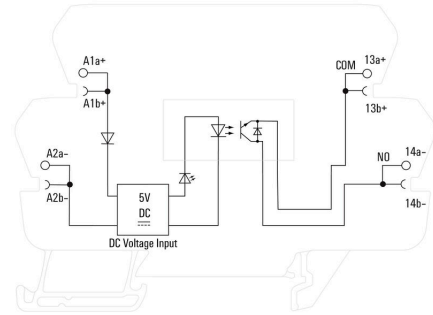 A1a+
A1b+
A2a–
A2b–
5V
DC
DC Voltage Input
COM
13a+
13b+
NO
14a–
14b–